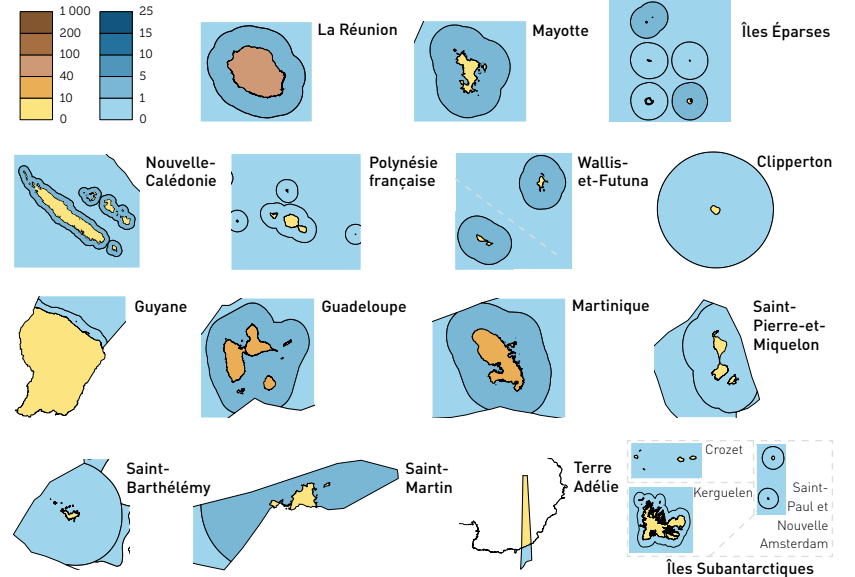 1 000
200
100
10
0
25
15
10
5
1
0
La Réunion
Mayotte
Îles Éparses
Nouvelle-
Calédonie
Polynésie
française
Wallis-
et-Futuna
Clipperton
Guyane
Guadeloupe
Martinique
Saint-
Pierre-et-
Miquelon
Saint-
Barthélémy
Saint-
Martin
Terre
Adélie
Crozet
Kerguelen
Saint-
Paul et
Nouvelle
Amsterdam
Îles Subantarctiques